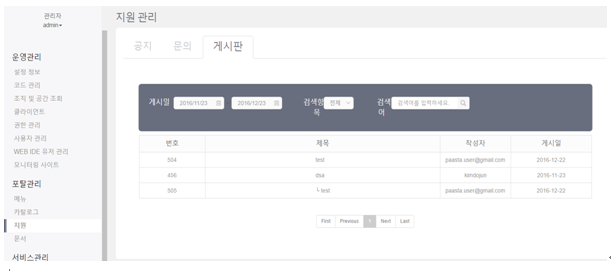 관리자
admin
운영관리
설정 정보
코드 관리
조직 및 공간 조회
클라이언트
권한 관리
사용자 관리
WEB IDE 유저 관리
모니터링 사이트
포탈관리
메뉴
카탈로그
지원
문서
서비스관리
지원 관리
공지 문의 게시판
게시일 2016/11/23 2016/12/23 검색항목 전체 검색어 검색어를 입력하세요.
번호 제목 작성자 게시일
504 test paasta.user@gmail.com 2016-12-22
456 dsa kimdojun 2016-11-23
505 └ test paasta.user@gmail.com 2016-12-22
First Previous 1 Next Last